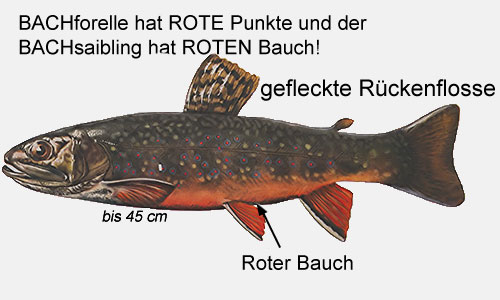 BACHforelle hat ROTE Punkte und der
BACHsaibling hat ROTEN Bauch!
gefleckte Rückenflosse
bis 45 cm
Roter Bauch